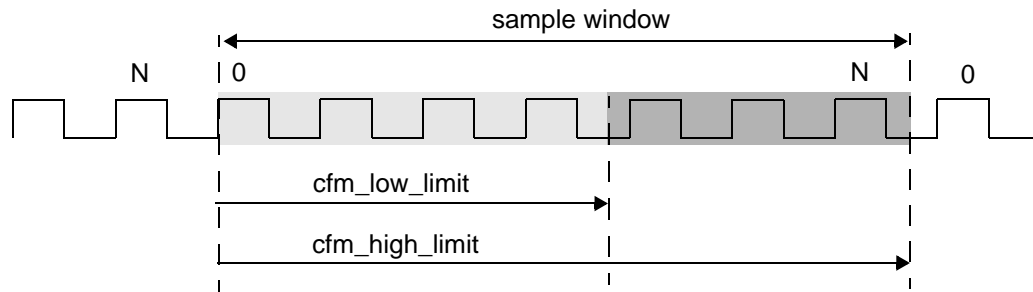 sample window
N 0 N 0
cfm_low_limit
cfm_high_limit